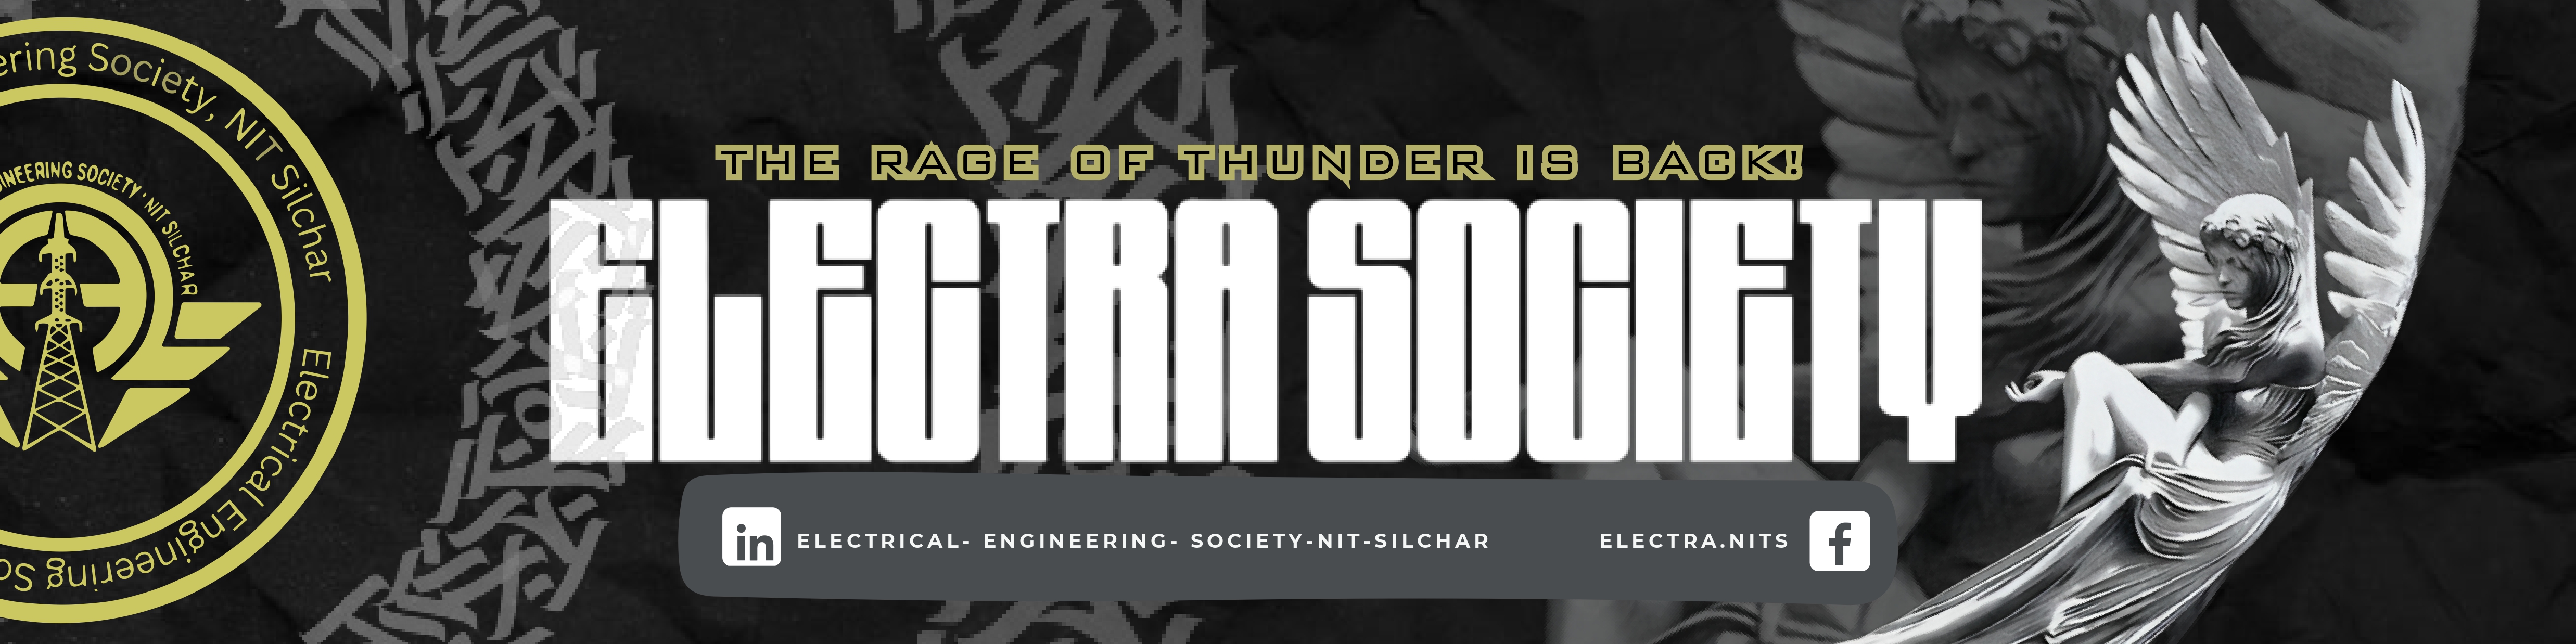 ering Society, NIT Silchar
Electrical Engineering So
INEERING SOCIETY · NIT SILCHAR
THE RAGE OF THUNDER IS BACK!
ELECTRA SOCIETY
in ELECTRICAL- ENGINEERING- SOCIETY-NIT-SILCHAR
ELECTRA.NITS f